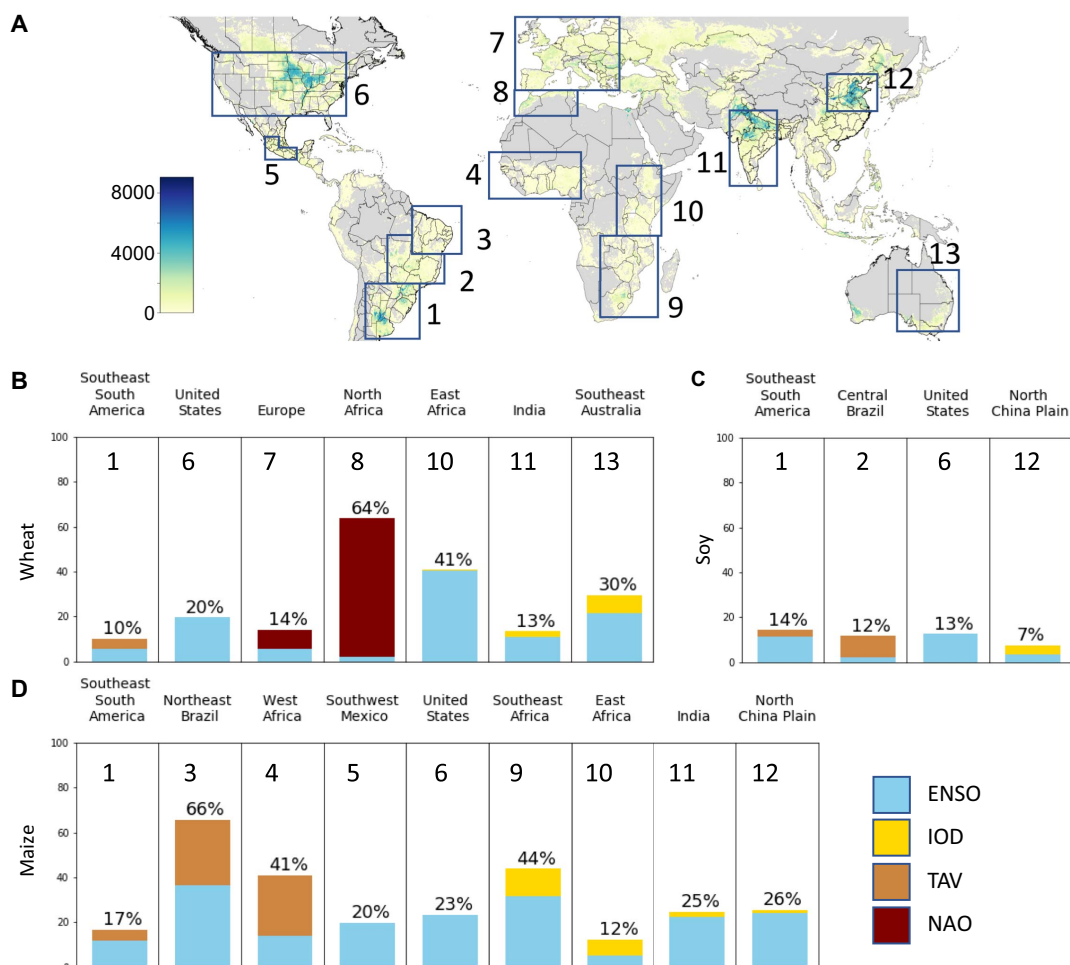 A
7
12
6
8
5
4
11
10
8000
4000
0
3
13
2
9
1
B
Southeast
South
America
United
States
Europe
North
Africa
East
Africa
India
Southeast
Australia
C
Southeast
South
America
Central
Brazil
United
States
North
China Plain
Wheat
100
80
60
40
20
0
1 6 7 8 10 11 13
10% 20% 14% 64% 41% 13% 30%
Soy
100
80
60
40
20
0
1 2 6 12
14% 12% 13% 7%
D
Southeast
South
America
Northeast
Brazil
West
Africa
Southwest
Mexico
United
States
Southeast
Africa
East
Africa
India
North
China Plain
Maize
100
80
60
40
20
1 3 4 5 6 9 10 11 12
17% 66% 41% 20% 23% 44% 12% 25% 26%
ENSO
IOD
TAV
NAO